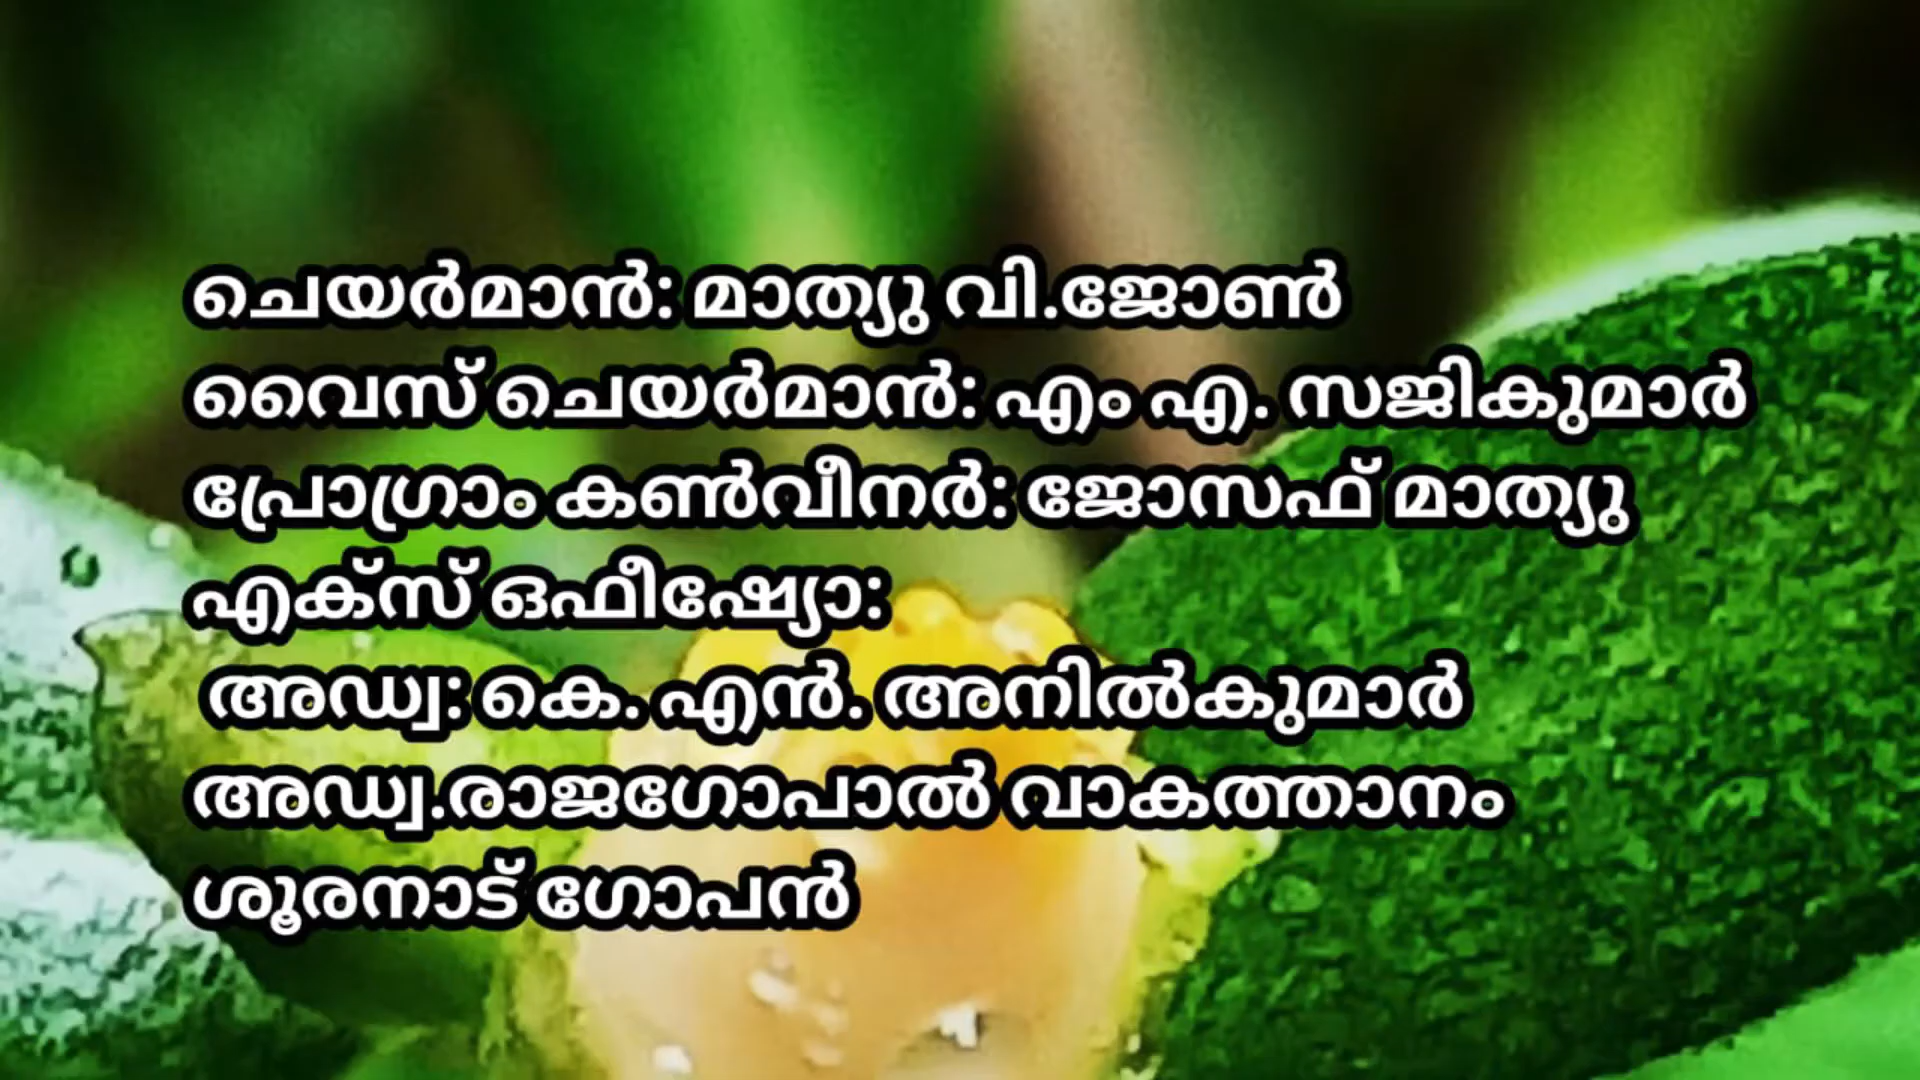 ചെയർമാൻ: മാത്യു വി.ജോൺ
വൈസ് ചെയർമാൻ: എം എ. സജികുമാർ
പ്രോഗ്രാം കൺവീനർ: ജോസഫ് മാത്യു
എക്സ് ഒഫീഷ്യോ:
അഡ്വ: കെ. എൻ. അനിൽകുമാർ
അഡ്വ.രാജഗോപാൽ വാകത്താനം
ശൂരനാട് ഗോപൻ